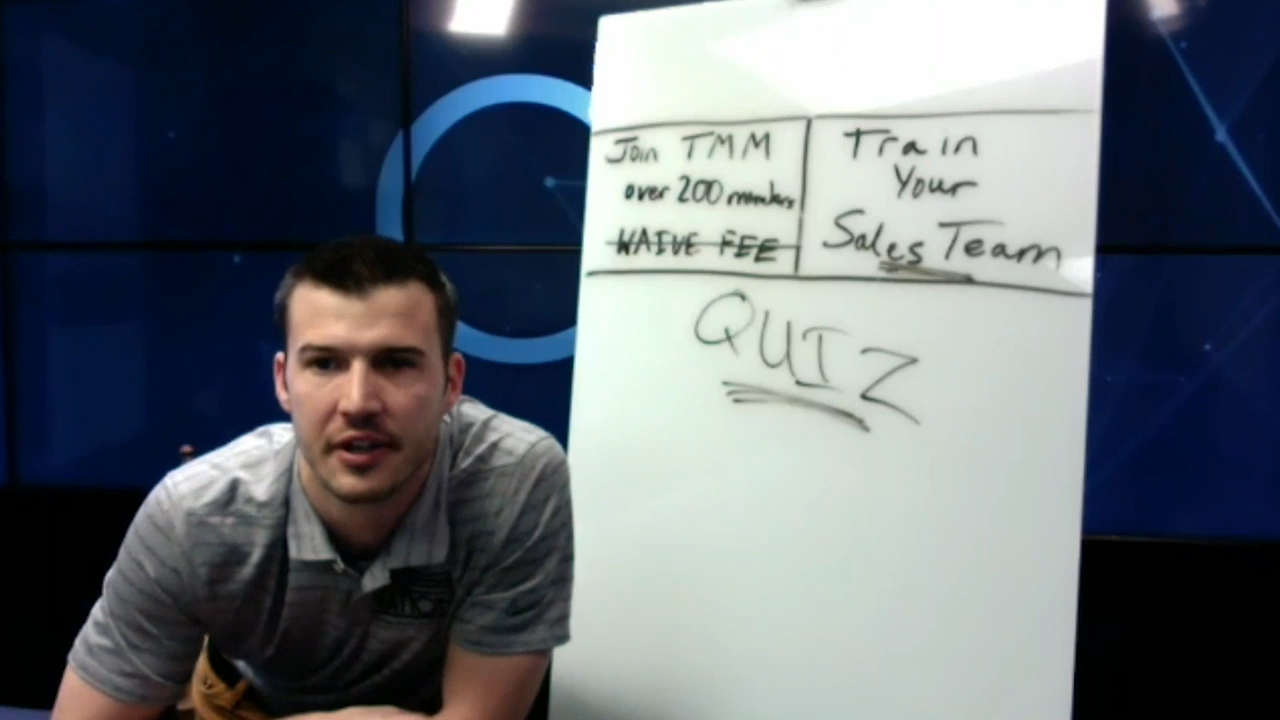 Join TMM
over 200 members
WAIVE FEE
Train
Your
Sales Team
QUIZ